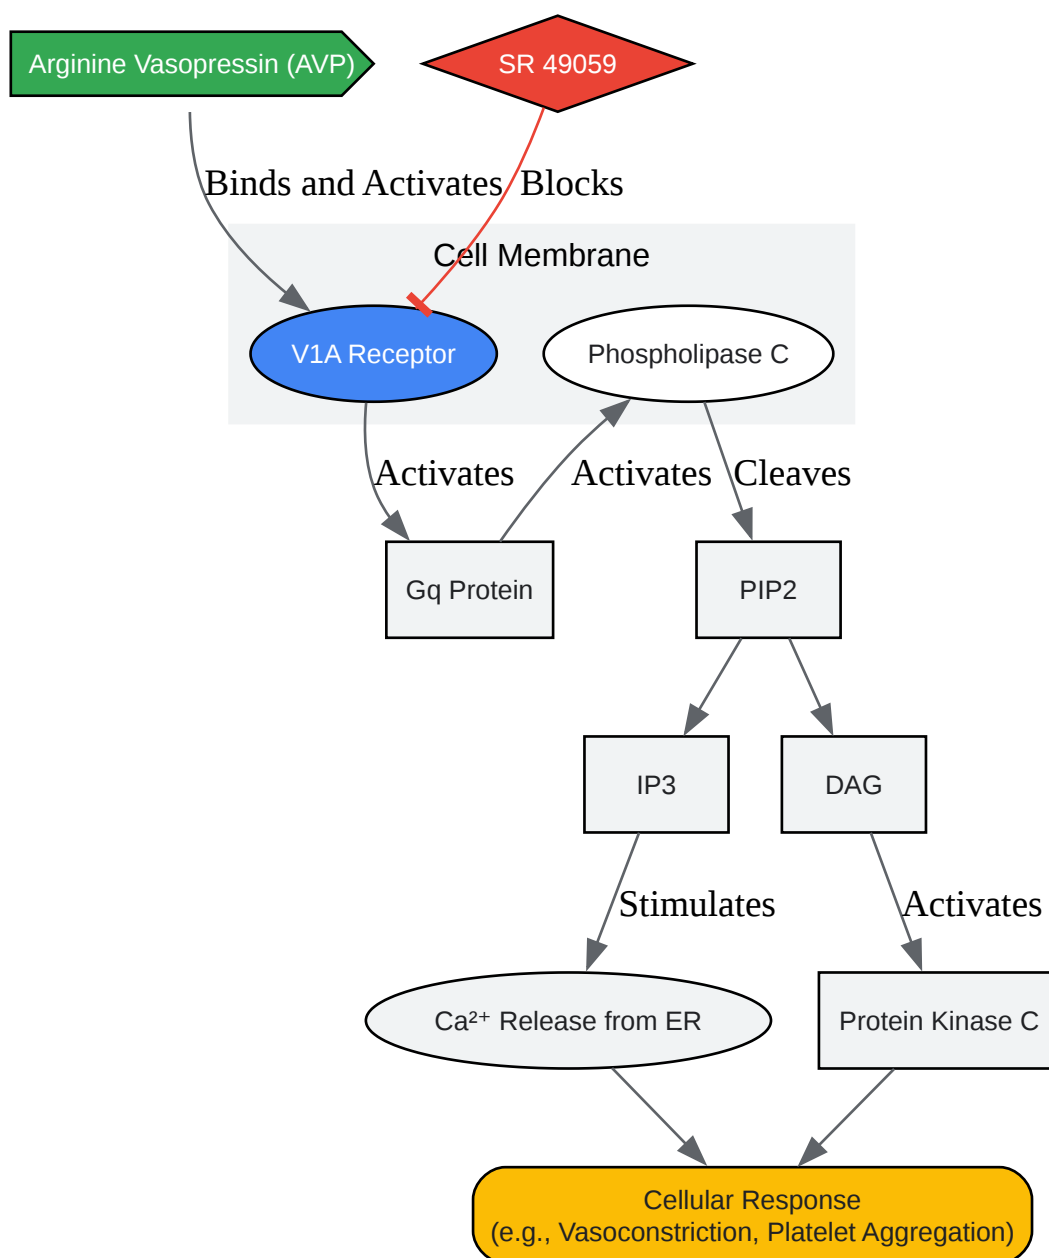 Arginine Vasopressin (AVP)
SR 49059
Binds and Activates
Blocks
Cell Membrane
V1A Receptor
Phospholipase C
Activates
Activates
Cleaves
Gq Protein
PIP2
IP3
DAG
Stimulates
Activates
Ca²⁺ Release from ER
Protein Kinase C
Cellular Response
(e.g., Vasoconstriction, Platelet Aggregation)